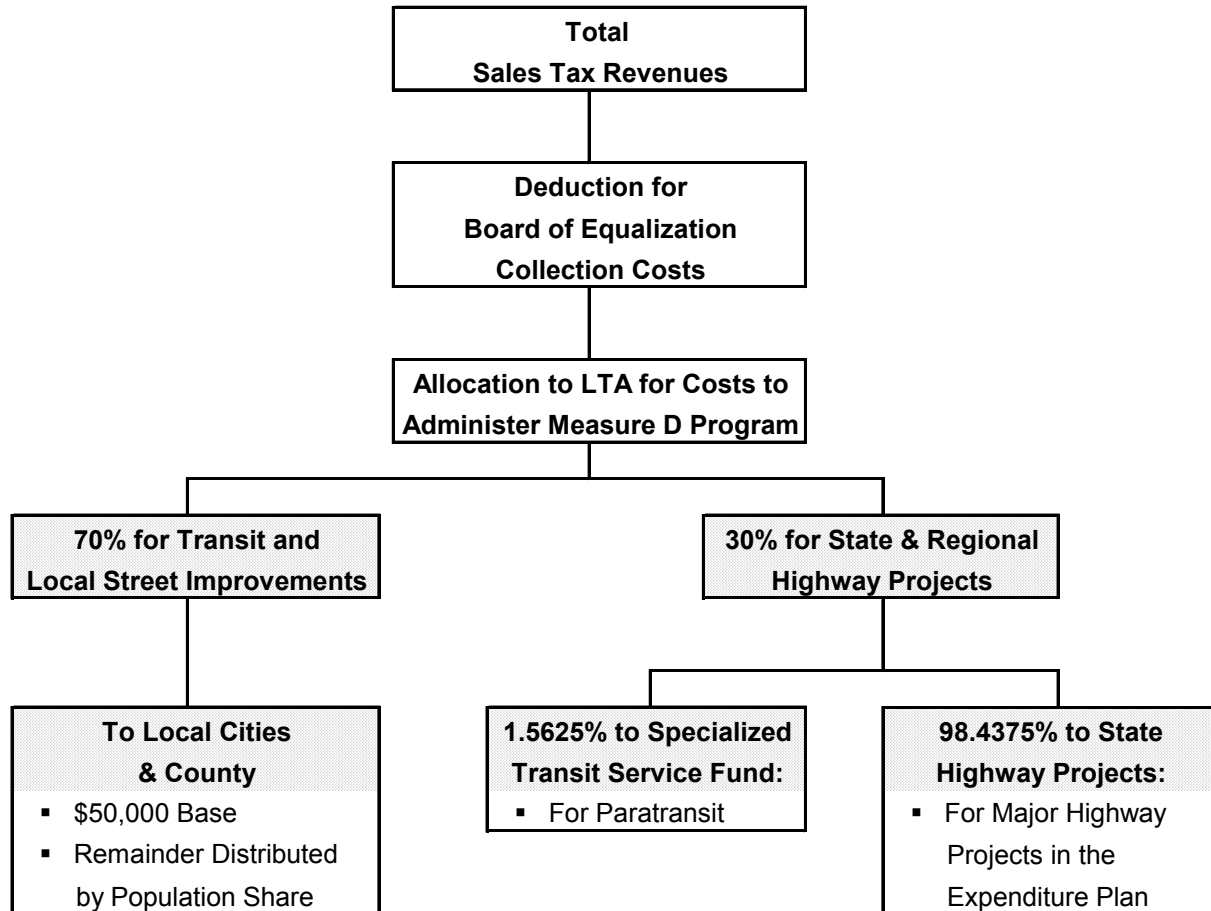 Total
Sales Tax Revenues
Deduction for
Board of Equalization
Collection Costs
Allocation to LTA for Costs to
Administer Measure D Program
70% for Transit and
Local Street Improvements
30% for State & Regional
Highway Projects
To Local Cities
& County
▪ $50,000 Base
▪ Remainder Distributed
by Population Share
1.5625% to Specialized
Transit Service Fund:
▪ For Paratransit
98.4375% to State
Highway Projects:
▪ For Major Highway
Projects in the
Expenditure Plan